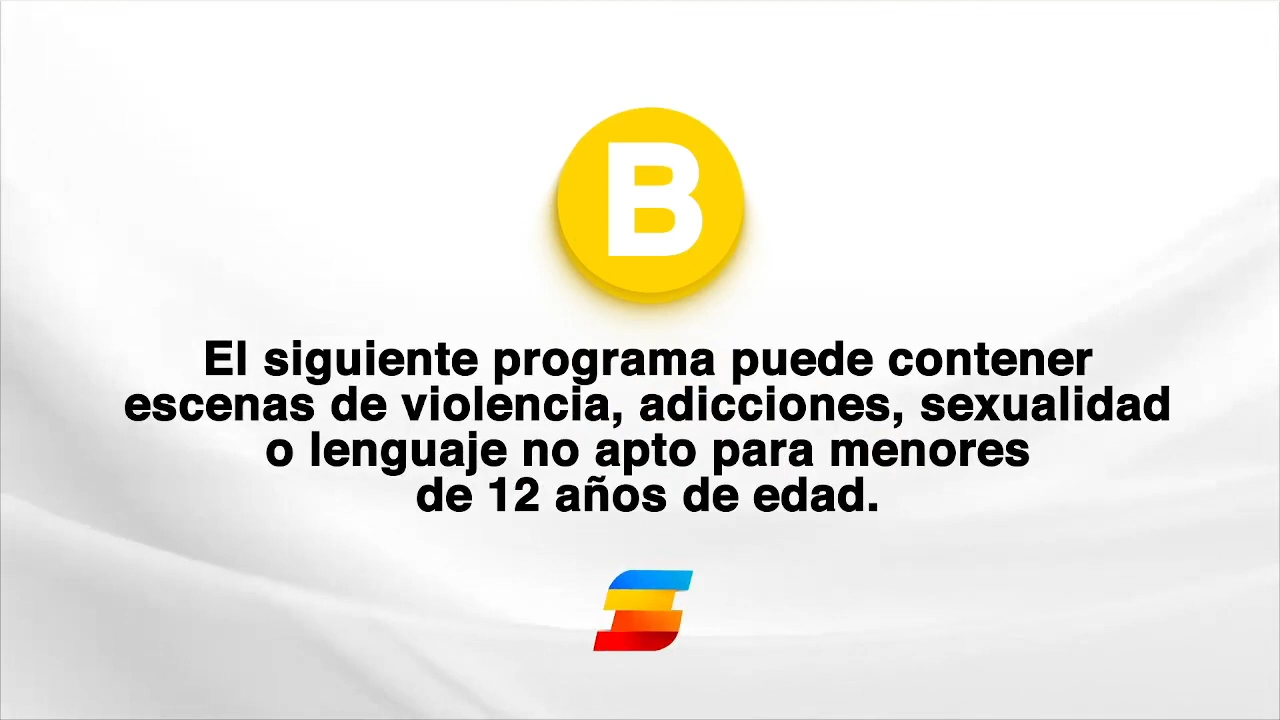 B
El siguiente programa puede contener
escenas de violencia, adicciones, sexualidad
o lenguaje no apto para menores
de 12 años de edad.